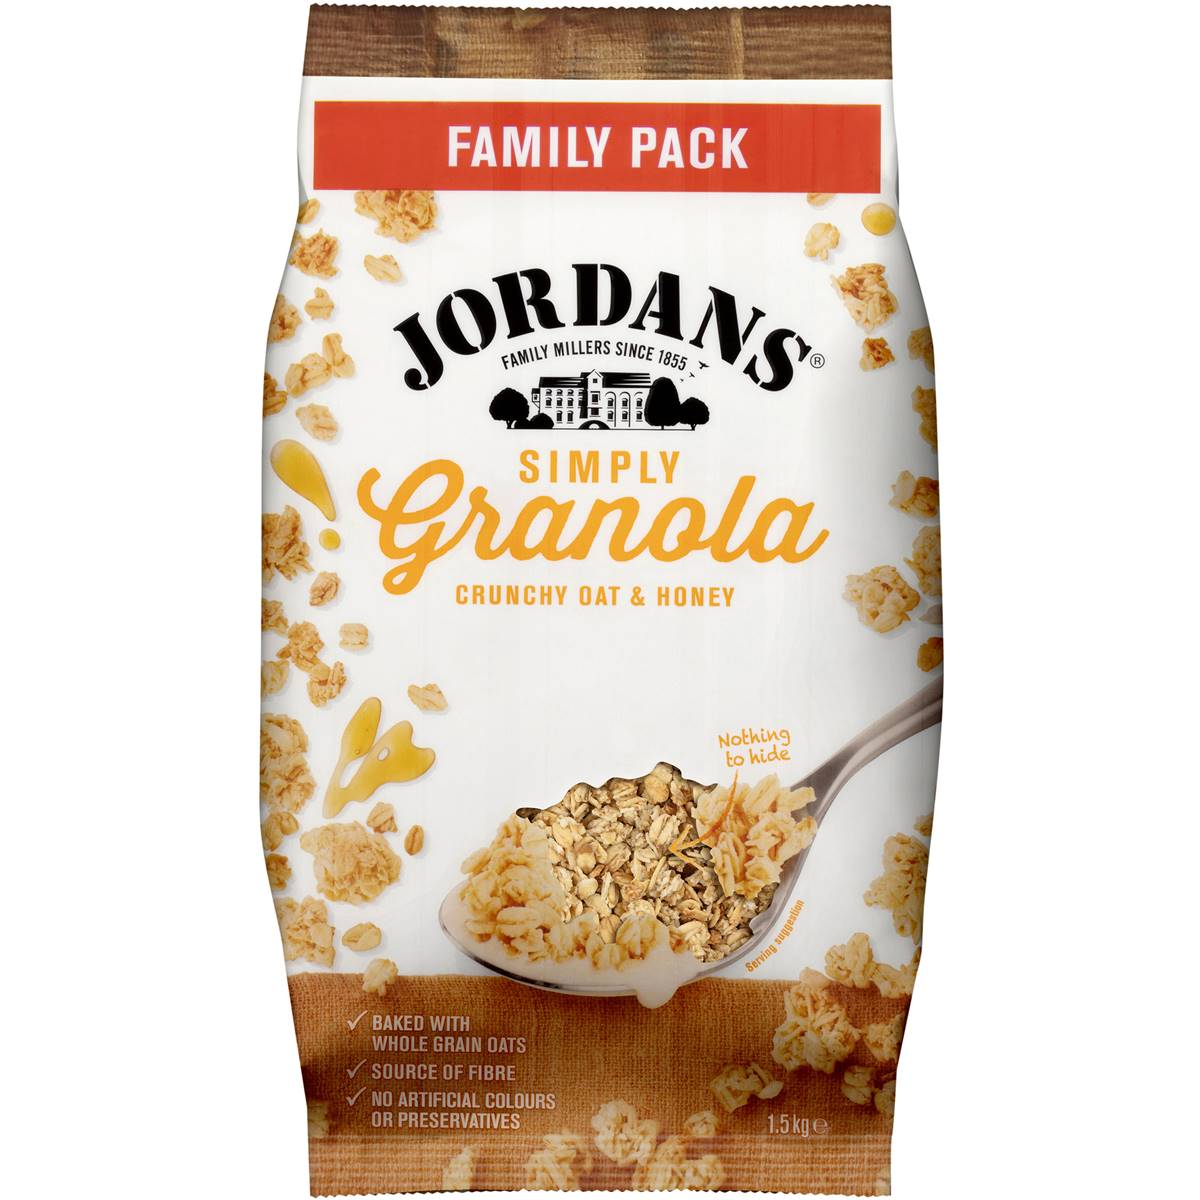 FAMILY PACK
JORDANS®
FAMILY MILLERS SINCE 1855
SIMPLY
Granola
CRUNCHY OAT & HONEY
Nothing
to hide
Serving suggestion
✓ BAKED WITH
WHOLE GRAIN OATS
✓ SOURCE OF FIBRE
✓ NO ARTIFICIAL COLOURS
OR PRESERVATIVES
1.5kg ℮